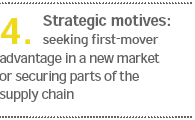 4. Strategic motives:
seeking first-mover
advantage in a new market
or securing parts of the
supply chain